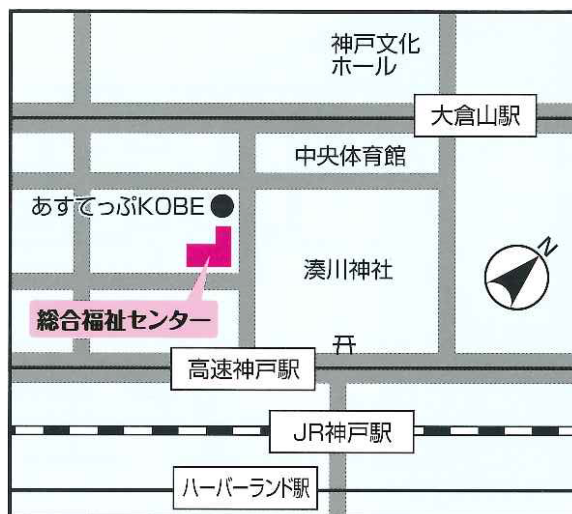 神戸文化
ホール
大倉山駅
中央体育館
あすてっぷKOBE
湊川神社
N
総合福祉センター
高速神戸駅
JR神戸駅
ハーバーランド駅